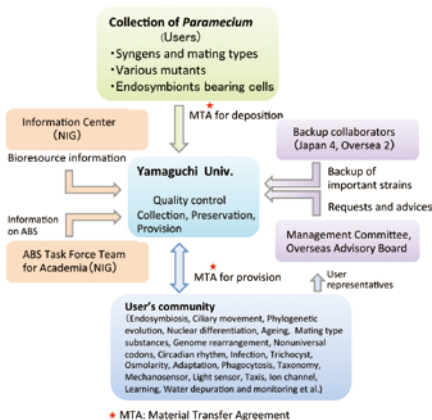 Collection of Paramecium
(Users)
・Syngens and mating types
・Various mutants
・Endosymbionts bearing cells
★
MTA for deposition
Information Center
(NIG)
Bioresource information
Backup collaborators
(Japan 4, Oversea 2)
Yamaguchi Univ.
Quality control
Collection, Preservation,
Provision
Backup of
important strains
Requests and advices
Information
on ABS
ABS Task Force Team
for Academia(NIG)
Management Committee,
Overseas Advisory Board
★
MTA for provision
User
representatives
User's community
(Endosymbiosis, Ciliary movement, Phylogenetic
evolution, Nuclear differentiation, Ageing, Mating type
substances, Genome rearrangement, Nonuniversal
codons, Circadian rhythm, Infection, Trichocyst,
Osmolarity, Adaptation, Phagocytosis, Taxonomy,
Mechanosensor, Light sensor, Taxis, Ion channel,
Learning, Water depuration and monitoring et al.)
★ MTA: Material Transfer Agreement